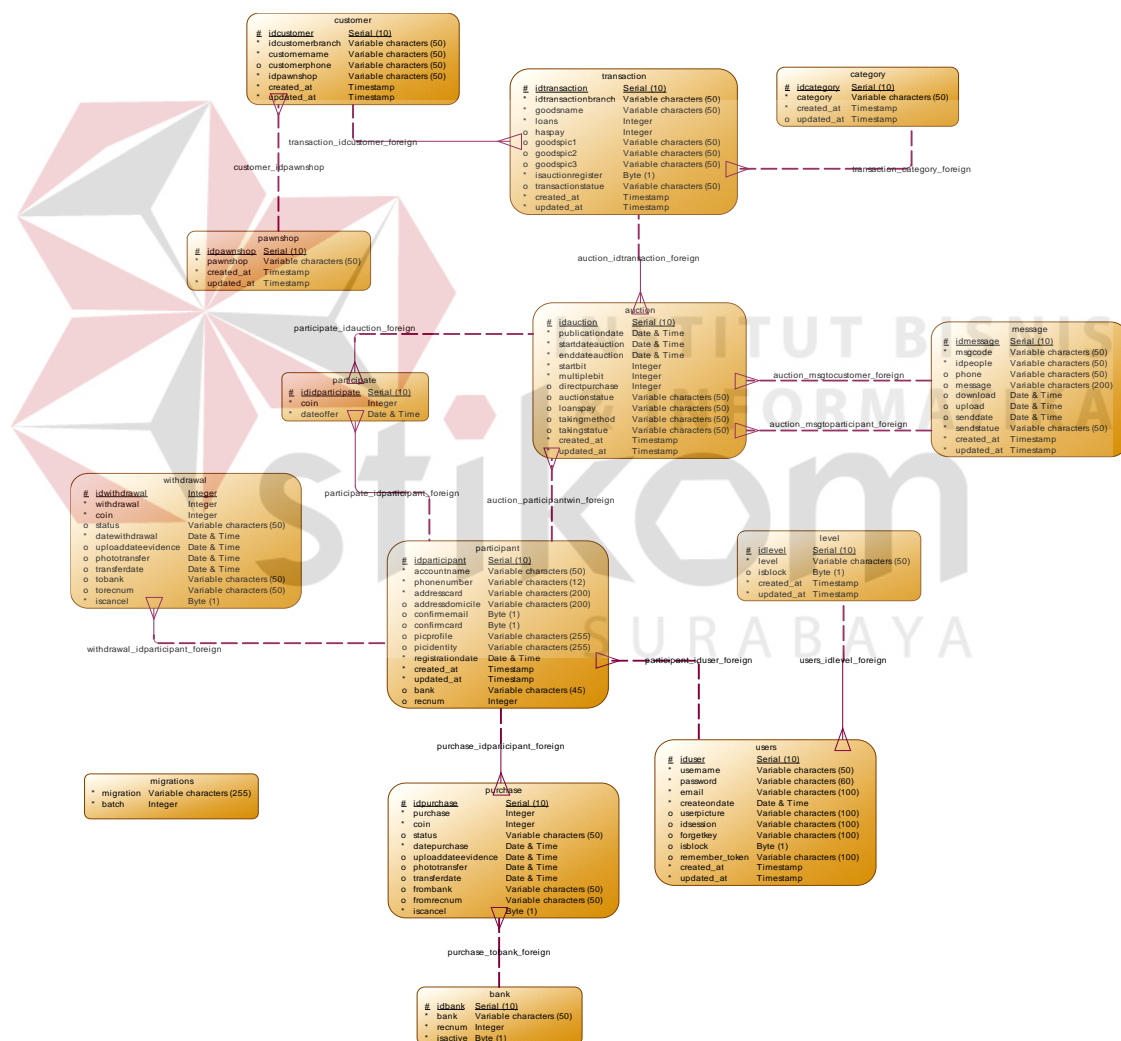 customer
# idcustomer Serial (10)
* idcustomerbranch Variable characters (50)
* customername Variable characters (50)
o customerphone Variable characters (50)
* idpawnshop Variable characters (50)
* created_at Timestamp
* updated_at Timestamp
transaction
# idtransaction Serial (10)
* idtransactionbranch Variable characters (50)
* goodsname Variable characters (50)
* loans Integer
o haspay Integer
o goodspic1 Variable characters (50)
o goodspic2 Variable characters (50)
o goodspic3 Variable characters (50)
* isauctionregister Byte (1)
o transactionstatue Variable characters (50)
* created_at Timestamp
* updated_at Timestamp
category
# idcategory Serial (10)
* category Variable characters (50)
* created_at Timestamp
o updated_at Timestamp
transaction_idcustomer_foreign
customer_idpawnshop
transaction_category_foreign
pawnshop
# idpawnshop Serial (10)
* pawnshop Variable characters (50)
* created_at Timestamp
* updated_at Timestamp
auction_idtransaction_foreign
auction
# idauction Serial (10)
* publicationdate Date & Time
* startdateauction Date & Time
* enddateauction Date & Time
* startbit Integer
* multiplebit Integer
o directpurchase Integer
* auctionstatue Variable characters (50)
o loanspay Variable characters (50)
o takingmethod Variable characters (50)
o takingstatue Variable characters (50)
* created_at Timestamp
* updated_at Timestamp
participate_idauction_foreign
participate
# ididparticipate Serial (10)
* coin Integer
* dateoffer Date & Time
message
# idmessage Serial (10)
* msgcode Variable characters (50)
* idpeople Variable characters (50)
o phone Variable characters (50)
o message Variable characters (200)
o download Date & Time
o upload Date & Time
o senddate Date & Time
* sendstatue Variable characters (50)
* created_at Timestamp
* updated_at Timestamp
auction_msgtocustomer_foreign
auction_msgtoparticipant_foreign
INSTITUT BISNIS
& INFORMATIKA
stikom
SURABAYA
withdrawal
# idwithdrawal Integer
* withdrawal Integer
* coin Integer
o status Variable characters (50)
* datewithdrawal Date & Time
o uploaddateevidence Date & Time
o phototransfer Date & Time
o transferdate Date & Time
o tobank Variable characters (50)
o torecnum Variable characters (50)
* iscancel Byte (1)
participate_idparticipant_foreign
auction_participantwin_foreign
participant
# idparticipant Serial (10)
* accountname Variable characters (50)
* phonenumber Variable characters (12)
* addresscard Variable characters (200)
o addressdomicile Variable characters (200)
o confirmemail Byte (1)
o confirmcard Byte (1)
o picprofile Variable characters (255)
o picidentity Variable characters (255)
* registrationdate Date & Time
* created_at Timestamp
* updated_at Timestamp
o bank Variable characters (45)
o recnum Integer
level
# idlevel Serial (10)
* level Variable characters (50)
o isblock Byte (1)
* created_at Timestamp
* updated_at Timestamp
withdrawal_idparticipant_foreign
participant_iduser_foreign
users_idlevel_foreign
purchase_idparticipant_foreign
users
# iduser Serial (10)
* username Variable characters (50)
* password Variable characters (60)
* email Variable characters (100)
* createondate Date & Time
o userpicture Variable characters (100)
o idsession Variable characters (100)
o forgetkey Variable characters (100)
o isblock Byte (1)
o remember_token Variable characters (100)
* created_at Timestamp
* updated_at Timestamp
migrations
* migration Variable characters (255)
* batch Integer
purchase
# idpurchase Serial (10)
* purchase Integer
* coin Integer
o status Variable characters (50)
* datepurchase Date & Time
o uploaddateevidence Date & Time
o phototransfer Date & Time
o transferdate Date & Time
o frombank Variable characters (50)
o fromrecnum Variable characters (50)
* iscancel Byte (1)
purchase_tobank_foreign
bank
# idbank Serial (10)
* bank Variable characters (50)
* recnum Integer
* isactive Byte (1)